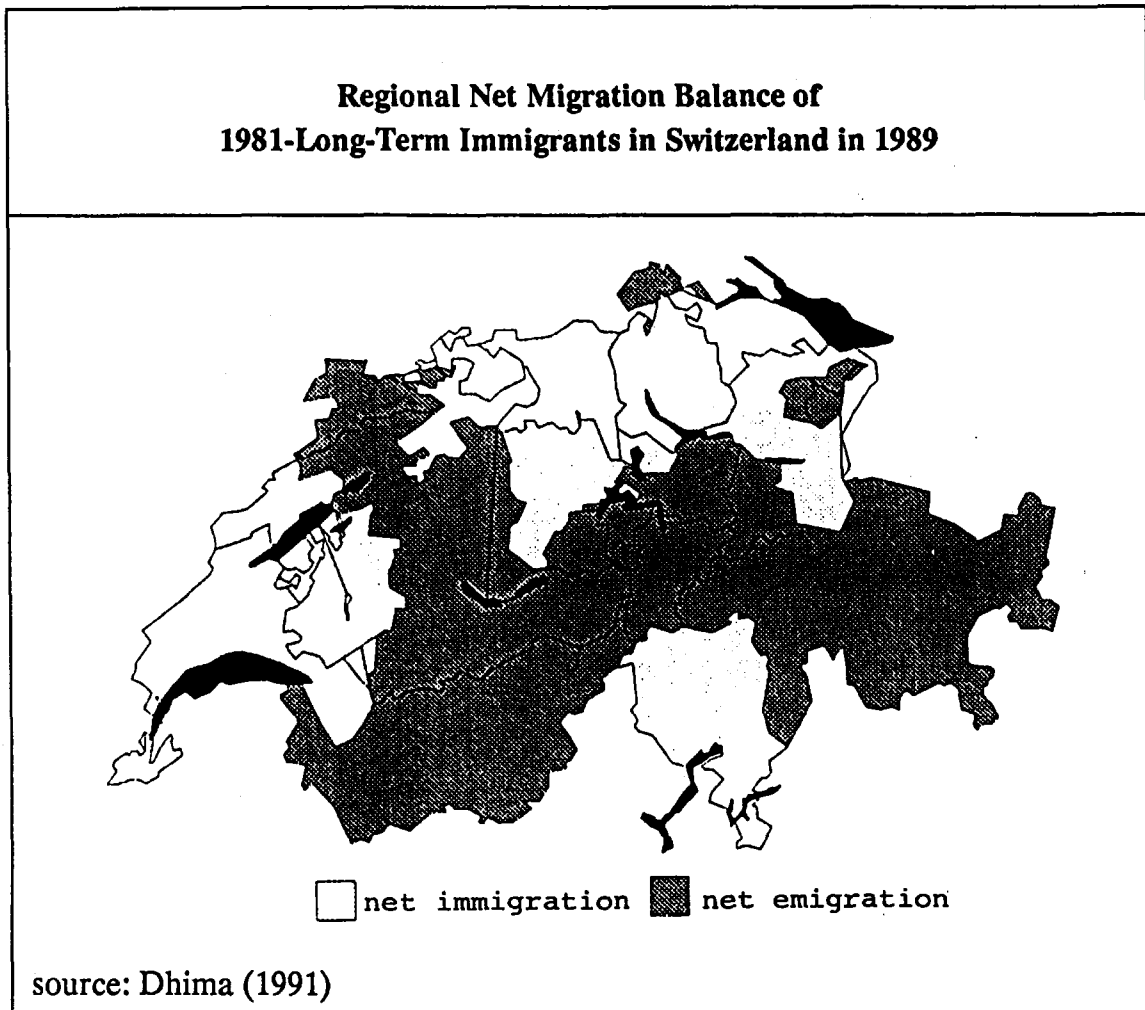 Regional Net Migration Balance of
1981-Long-Term Immigrants in Switzerland in 1989
net immigration net emigration
source: Dhima (1991)